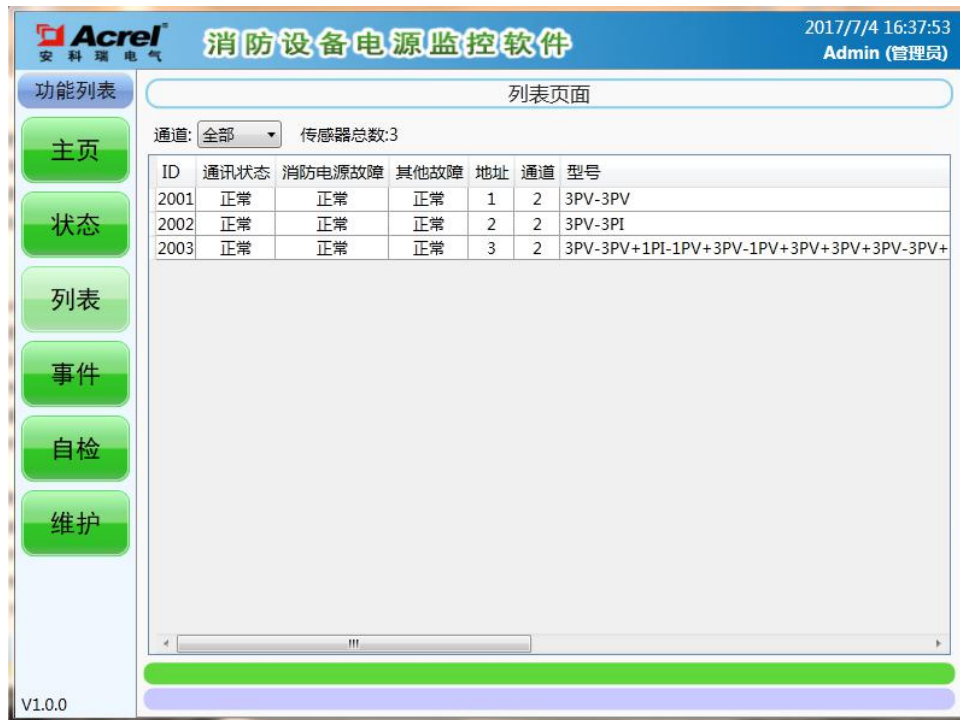 Acrel
安科瑞电气
消防设备电源监控软件
2017/7/4 16:37:53
Admin (管理员)
功能列表
列表页面
主页
状态
列表
事件
自检
维护
通道: 全部 传感器总数:3
ID 通讯状态 消防电源故障 其他故障 地址 通道 型号
2001 正常 正常 正常 1 2 3PV-3PV
2002 正常 正常 正常 2 2 3PV-3PI
2003 正常 正常 正常 3 2 3PV-3PV+1PI-1PV+3PV-1PV+3PV+3PV+3PV-3PV+
V1.0.0